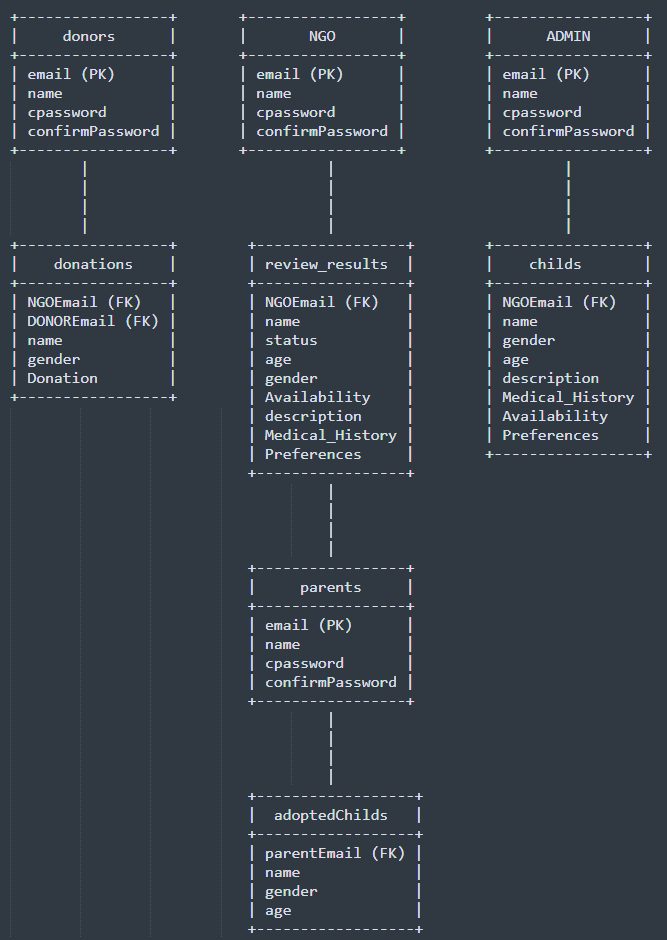 donors
email (PK)
name
cpassword
confirmPassword
NGO
email (PK)
name
cpassword
confirmPassword
ADMIN
email (PK)
name
cpassword
confirmPassword
donations
NGOEmail (FK)
DONOREmail (FK)
name
gender
Donation
review_results
NGOEmail (FK)
name
status
age
gender
Availability
description
Medical_History
Preferences
childs
NGOEmail (FK)
name
gender
age
description
Medical_History
Availability
Preferences
parents
email (PK)
name
cpassword
confirmPassword
adoptedChilds
parentEmail (FK)
name
gender
age